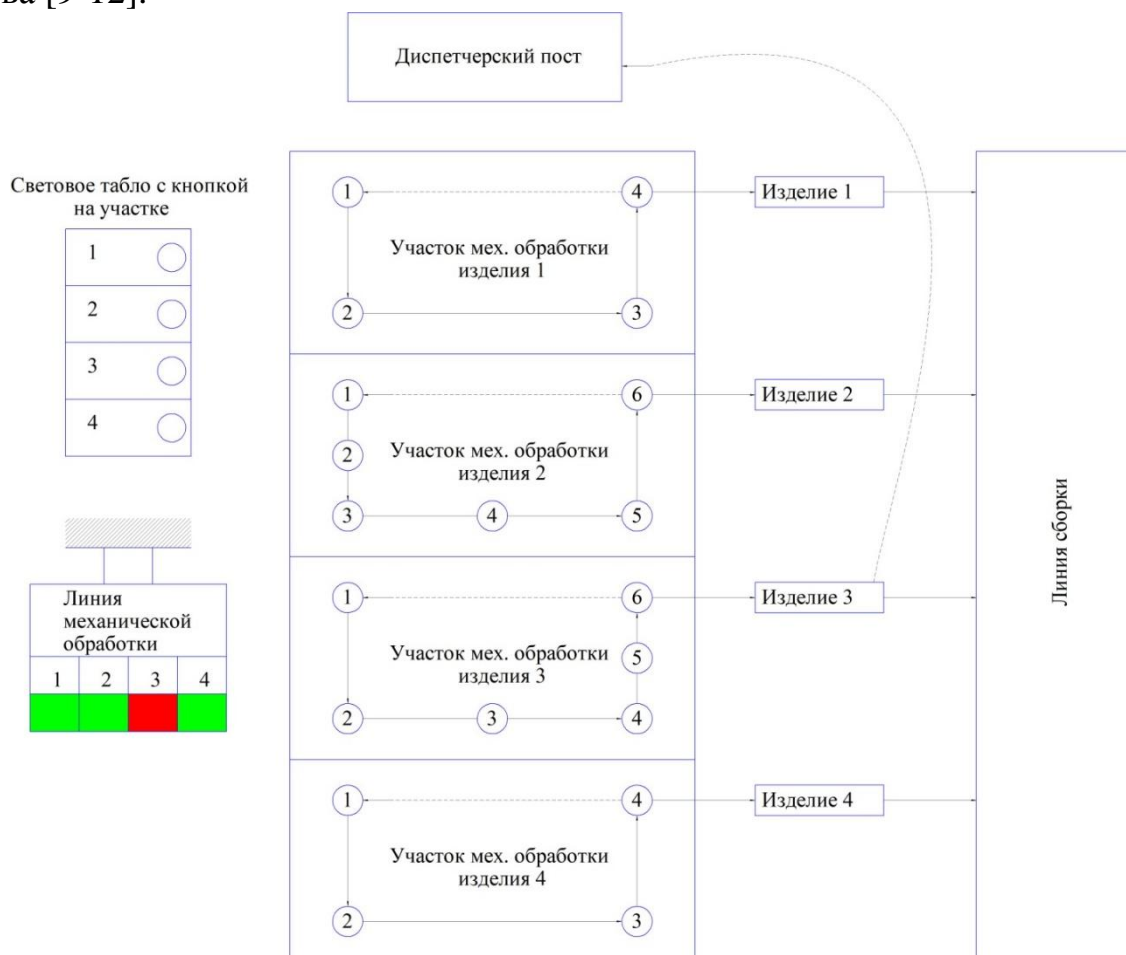 ва [9-12].
Диспетчерский пост
Световое табло с кнопкой
на участке
1
2
3
4
Линия
механической
обработки
1 2 3 4
1 4
Участок мех. обработки
изделия 1
2 3
Изделие 1
1 6
2
Участок мех. обработки
изделия 2
3 4 5
Изделие 2
1 6
Участок мех. обработки
изделия 3
5
2 3 4
Изделие 3
1 4
Участок мех. обработки
изделия 4
2 3
Изделие 4
Линия сборки